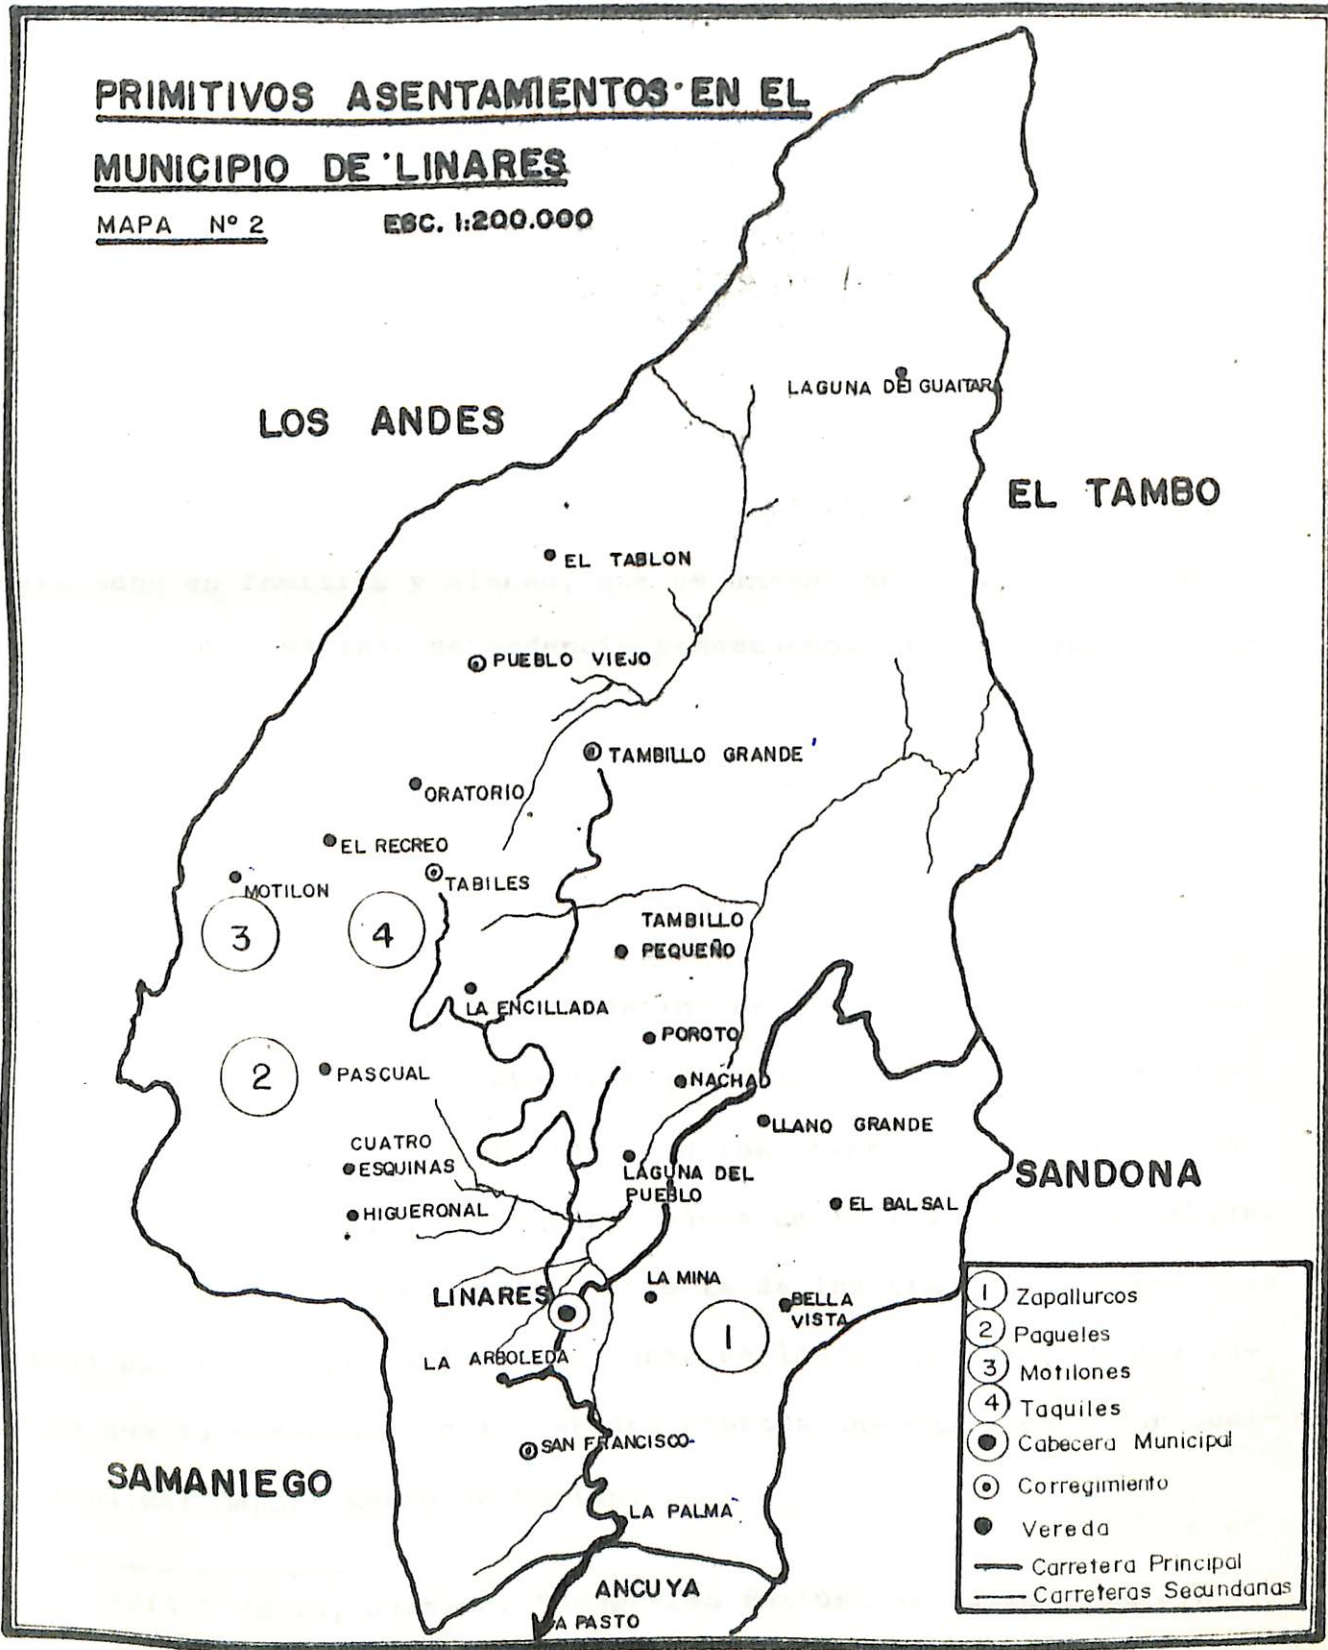 PRIMITIVOS ASENTAMIENTOS EN EL
MUNICIPIO DE LINARES
MAPA Nº 2 ESC. 1:200.000
LAGUNA DEL GUAITARA
LOS ANDES
EL TAMBO
EL TABLON
PUEBLO VIEJO
TAMBILLO GRANDE
ORATORIO
EL RECREO
TABILES
MOTILON
3
4
TAMBILLO
PEQUEÑO
LA ENCILLADA
POROTO
2
PASCUAL
NACHAO
LLANO GRANDE
CUATRO
ESQUINAS
LAGUNA DEL
PUEBLO
SANDONA
HIGUERONAL
EL BALSAL
LA MINA
LINARES
BELLA
VISTA
1
LA ARBOLEDA
SAN FRANCISCO
SAMANIEGO
LA PALMA
ANCUYA
A PASTO
1 Zapallurcos
2 Pagueles
3 Motilones
4 Taquiles
Cabecera Municipal
Corregimiento
Vereda
Carretera Principal
Carreteras Secundarias